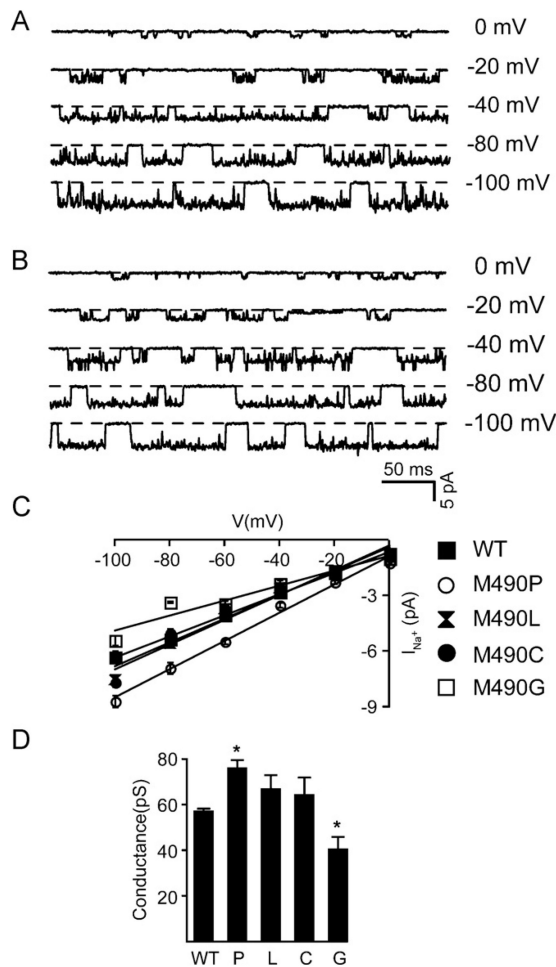 A
0 mV
-20 mV
-40 mV
-80 mV
-100 mV
B
0 mV
-20 mV
-40 mV
-80 mV
-100 mV
50 ms
5 pA
C
V(mV)
-100 -80 -60 -40 -20
-3
-6
-9
I Na+ (pA)
WT
M490P
M490L
M490C
M490G
D
*
*
80
60
40
20
Conductance(pS)
WT P L C G